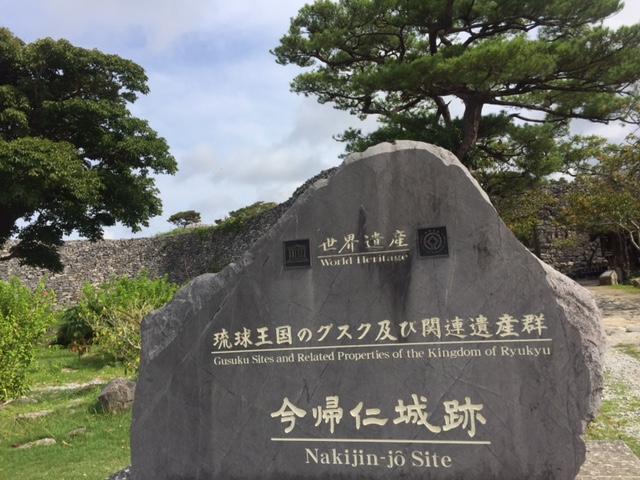 世界遺産
World Heritage
琉球王国のグスク及び関連遺産群
Gusuku Sites and Related Properties of the Kingdom of Ryukyu
今帰仁城跡
Nakijin-jô Site